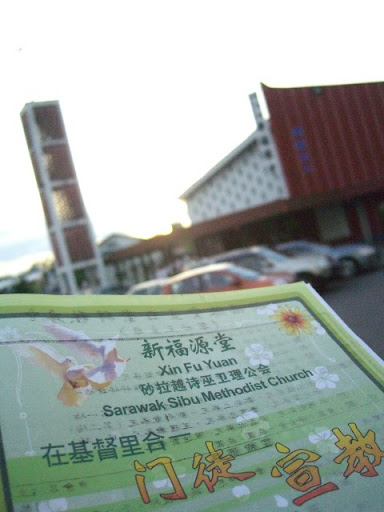 新福源堂
Xin Fu Yuan
砂拉越诗巫卫理公会
Sarawak Sibu Methodist Church
在基督里合
门徒宣教